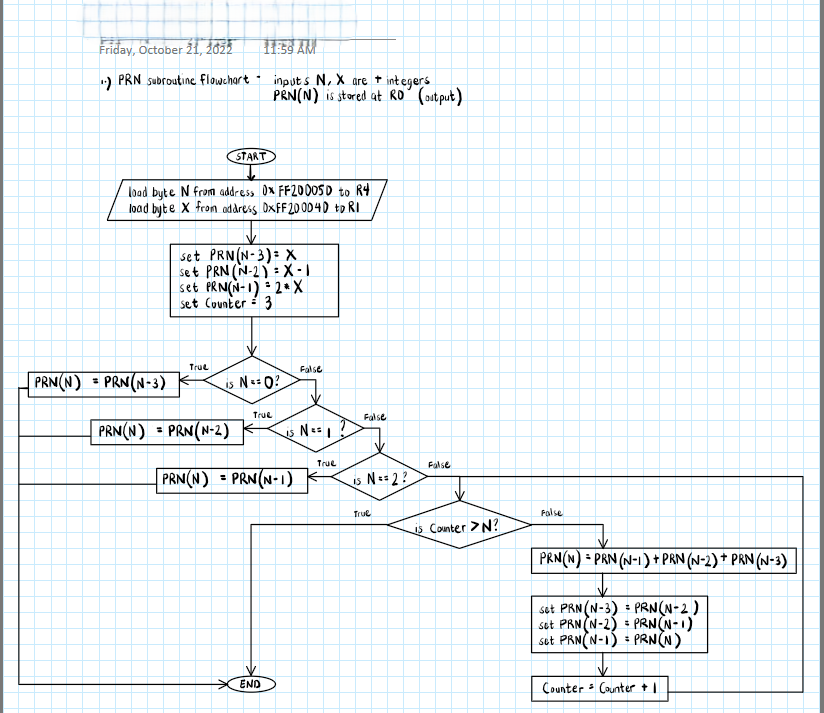 Friday, October 21, 2022 11:59 AM
1.) PRN subroutine flowchart - inputs N, X are + integers
PRN(N) is stored at R0 (output)
START
load byte N from address 0xFF200050 to R4
load byte X from address 0xFF200040 to R1
set PRN(N-3) = X
set PRN(N-2) = X - 1
set PRN(N-1) = 2*X
set Counter = 3
True
is N==0?
False
PRN(N) = PRN(N-3)
True
is N==1?
False
PRN(N) = PRN(N-2)
True
is N==2?
False
PRN(N) = PRN(N-1)
True
is Counter >N?
False
PRN(N) = PRN(N-1) + PRN(N-2) + PRN(N-3)
set PRN(N-3) = PRN(N-2)
set PRN(N-2) = PRN(N-1)
set PRN(N-1) = PRN(N)
END
Counter = Counter + 1